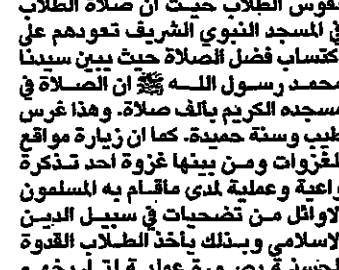 نفوس الطلاب حيث ان صلاة الطلاب
في المسجد النبوي الشريف تعودهم على
اكتساب فضل الصلاة حيث يبين سيدنا
محمد رسول الله ﷺ ان الصلاة في
مسجده الكريم بألف صلاة. وهذا غرس
طيب وسنة حميدة. كما ان زيارة مواقع
الغزوات ومن بينها غزوة احد تذكرة
واعية وعملية لمدى ماقام به المسلمون
الاوائل من تضحيات في سبيل الدين
الاسلامي وبذلك يأخذ الطلاب القدوة
الحسنة بصورة عملية